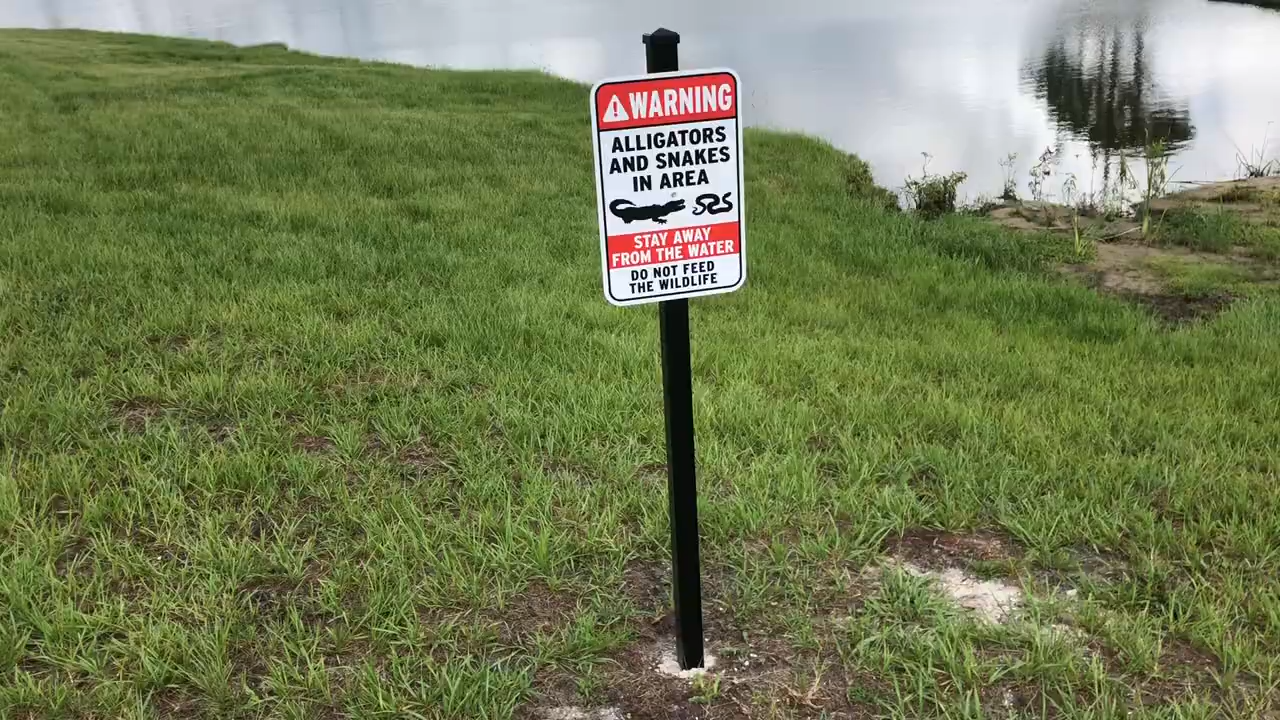 WARNING
ALLIGATORS
AND SNAKES
IN AREA
STAY AWAY
FROM THE WATER
DO NOT FEED
THE WILDLIFE